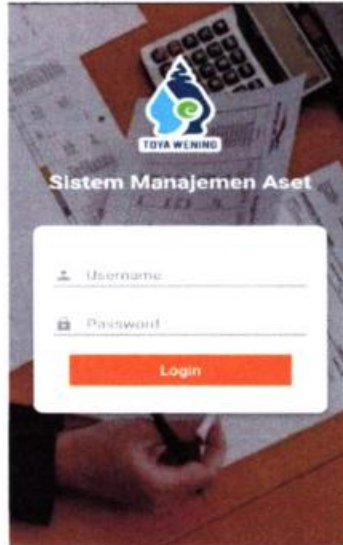 TOYA WENING
Sistem Manajemen Aset
Username
Password
Login